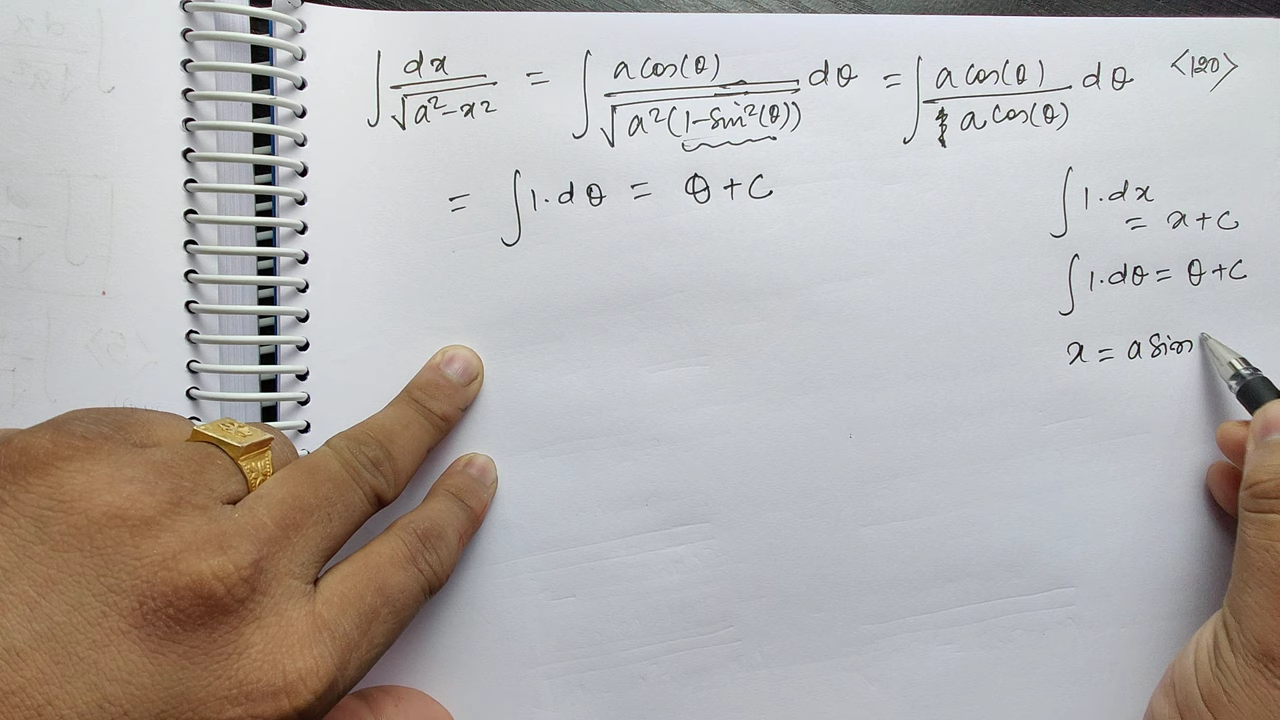 ∫ dx / √(a² - x²) = ∫ a cos(θ) / √(a²(1 - sin²(θ))) dθ = ∫ a cos(θ) / a cos(θ) dθ <120>
= ∫ 1. dθ = θ + C
∫ 1. dx
= x + C
∫ 1. dθ = θ + C
x = a sin